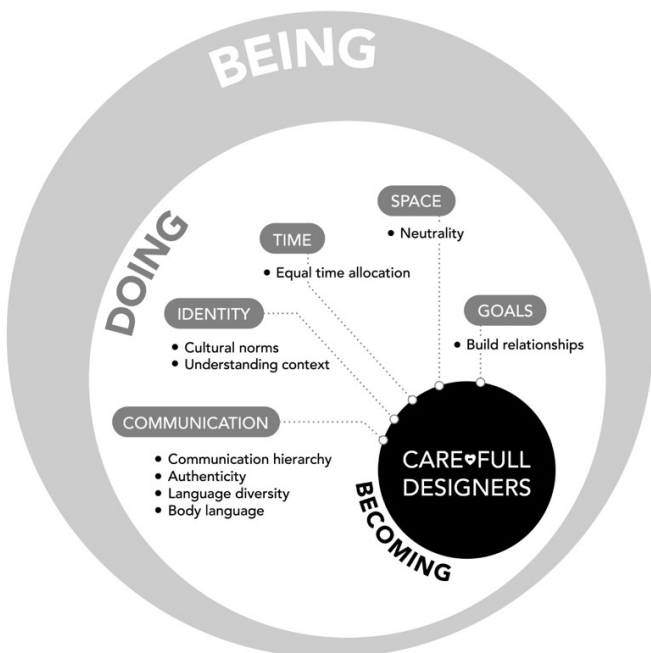 BEING
DOING
SPACE
• Neutrality
TIME
• Equal time allocation
IDENTITY
• Cultural norms
• Understanding context
GOALS
• Build relationships
COMMUNICATION
• Communication hierarchy
• Authenticity
• Language diversity
• Body language
CARE♥FULL
DESIGNERS
BECOMING